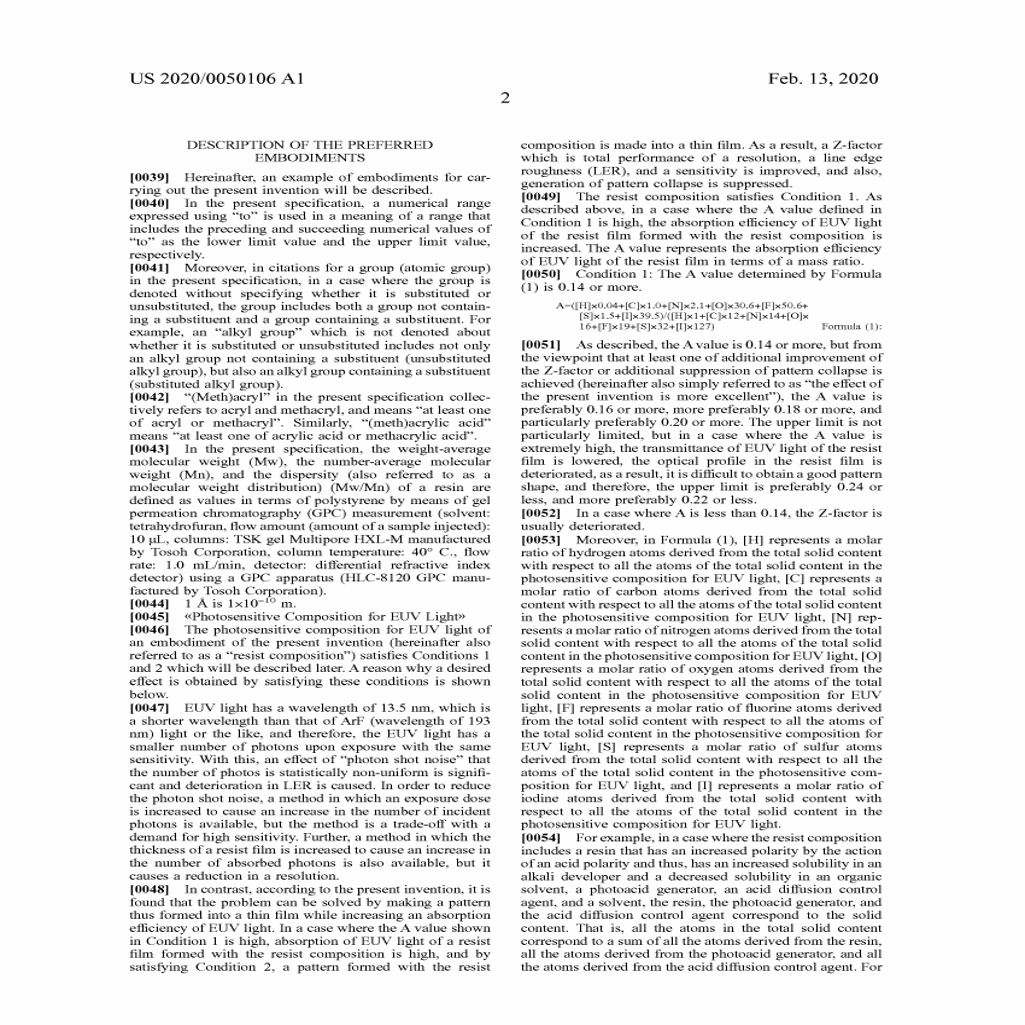 US 2020/0050106 A1
Feb. 13, 2020
2
DESCRIPTION OF THE PREFERRED
EMBODIMENTS
[0039] Hereinafter, an example of embodiments for car-
rying out the present invention will be described.
[0040] In the present specification, a numerical range
expressed using “to” is used in a meaning of a range that
includes the preceding and succeeding numerical values of
“to” as the lower limit value and the upper limit value,
respectively.
[0041] Moreover, in citations for a group (atomic group)
in the present specification, in a case where the group is
denoted without specifying whether it is substituted or
unsubstituted, the group includes both a group not contain-
ing a substituent and a group containing a substituent. For
example, an “alkyl group” which is not denoted about
whether it is substituted or unsubstituted includes not only
an alkyl group not containing a substituent (unsubstituted
alkyl group), but also an alkyl group containing a substituent
(substituted alkyl group).
[0042] “(Meth)acryl” in the present specification collec-
tively refers to acryl and methacryl, and means “at least one
of acryl or methacryl”. Similarly, “(meth)acrylic acid”
means “at least one of acrylic acid or methacrylic acid”.
[0043] In the present specification, the weight-average
molecular weight (Mw), the number-average molecular
weight (Mn), and the dispersity (also referred to as a
molecular weight distribution) (Mw/Mn) of a resin are
defined as values in terms of polystyrene by means of gel
permeation chromatography (GPC) measurement (solvent:
tetrahydrofuran, flow amount (amount of a sample injected):
10 μL, columns: TSK gel Multipore HXL-M manufactured
by Tosoh Corporation, column temperature: 40° C., flow
rate: 1.0 mL/min, detector: differential refractive index
detector) using a GPC apparatus (HLC-8120 GPC manu-
factured by Tosoh Corporation).
[0044] 1 Å is 1×10⁻¹⁰ m.
[0045] «Photosensitive Composition for EUV Light»
[0046] The photosensitive composition for EUV light of
an embodiment of the present invention (hereinafter also
referred to as a “resist composition”) satisfies Conditions 1
and 2 which will be described later. A reason why a desired
effect is obtained by satisfying these conditions is shown
below.
[0047] EUV light has a wavelength of 13.5 nm, which is
a shorter wavelength than that of ArF (wavelength of 193
nm) light or the like, and therefore, the EUV light has a
smaller number of photons upon exposure with the same
sensitivity. With this, an effect of “photon shot noise” that
the number of photos is statistically non-uniform is signifi-
cant and deterioration in LER is caused. In order to reduce
the photon shot noise, a method in which an exposure dose
is increased to cause an increase in the number of incident
photons is available, but the method is a trade-off with a
demand for high sensitivity. Further, a method in which the
thickness of a resist film is increased to cause an increase in
the number of absorbed photons is also available, but it
causes a reduction in a resolution.
[0048] In contrast, according to the present invention, it is
found that the problem can be solved by making a pattern
thus formed into a thin film while increasing an absorption
efficiency of EUV light. In a case where the A value shown
in Condition 1 is high, absorption of EUV light of a resist
film formed with the resist composition is high, and by
satisfying Condition 2, a pattern formed with the resist
composition is made into a thin film. As a result, a Z-factor
which is total performance of a resolution, a line edge
roughness (LER), and a sensitivity is improved, and also,
generation of pattern collapse is suppressed.
[0049] The resist composition satisfies Condition 1. As
described above, in a case where the A value defined in
Condition 1 is high, the absorption efficiency of EUV light
of the resist film formed with the resist composition is
increased. The A value represents the absorption efficiency
of EUV light of the resist film in terms of a mass ratio.
[0050] Condition 1: The A value determined by Formula
(1) is 0.14 or more.
A=([H]×0.04+[C]×1.0+[N]×2.1+[O]×30.6+[F]×50.6+
[S]×1.5+[I]×39.5)/([H]×1+[C]×12+[N]×14+[O]×
16+[F]×19+[S]×32+[I]×127) Formula (1):
[0051] As described, the A value is 0.14 or more, but from
the viewpoint that at least one of additional improvement of
the Z-factor or additional suppression of pattern collapse is
achieved (hereinafter also simply referred to as “the effect of
the present invention is more excellent”), the A value is
preferably 0.16 or more, more preferably 0.18 or more, and
particularly preferably 0.20 or more. The upper limit is not
particularly limited, but in a case where the A value is
extremely high, the transmittance of EUV light of the resist
film is lowered, the optical profile in the resist film is
deteriorated, as a result, it is difficult to obtain a good pattern
shape, and therefore, the upper limit is preferably 0.24 or
less, and more preferably 0.22 or less.
[0052] In a case where A is less than 0.14, the Z-factor is
usually deteriorated.
[0053] Moreover, in Formula (1), [H] represents a molar
ratio of hydrogen atoms derived from the total solid content
with respect to all the atoms of the total solid content in the
photosensitive composition for EUV light, [C] represents a
molar ratio of carbon atoms derived from the total solid
content with respect to all the atoms of the total solid content
in the photosensitive composition for EUV light, [N] rep-
resents a molar ratio of nitrogen atoms derived from the total
solid content with respect to all the atoms of the total solid
content in the photosensitive composition for EUV light, [O]
represents a molar ratio of oxygen atoms derived from the
total solid content with respect to all the atoms of the total
solid content in the photosensitive composition for EUV
light, [F] represents a molar ratio of fluorine atoms derived
from the total solid content with respect to all the atoms of
the total solid content in the photosensitive composition for
EUV light, [S] represents a molar ratio of sulfur atoms
derived from the total solid content with respect to all the
atoms of the total solid content in the photosensitive com-
position for EUV light, and [I] represents a molar ratio of
iodine atoms derived from the total solid content with
respect to all the atoms of the total solid content in the
photosensitive composition for EUV light.
[0054] For example, in a case where the resist composition
includes a resin that has an increased polarity by the action
of an acid polarity and thus, has an increased solubility in an
alkali developer and a decreased solubility in an organic
solvent, a photoacid generator, an acid diffusion control
agent, and a solvent, the resin, the photoacid generator, and
the acid diffusion control agent correspond to the solid
content. That is, all the atoms in the total solid content
correspond to a sum of all the atoms derived from the resin,
all the atoms derived from the photoacid generator, and all
the atoms derived from the acid diffusion control agent. For